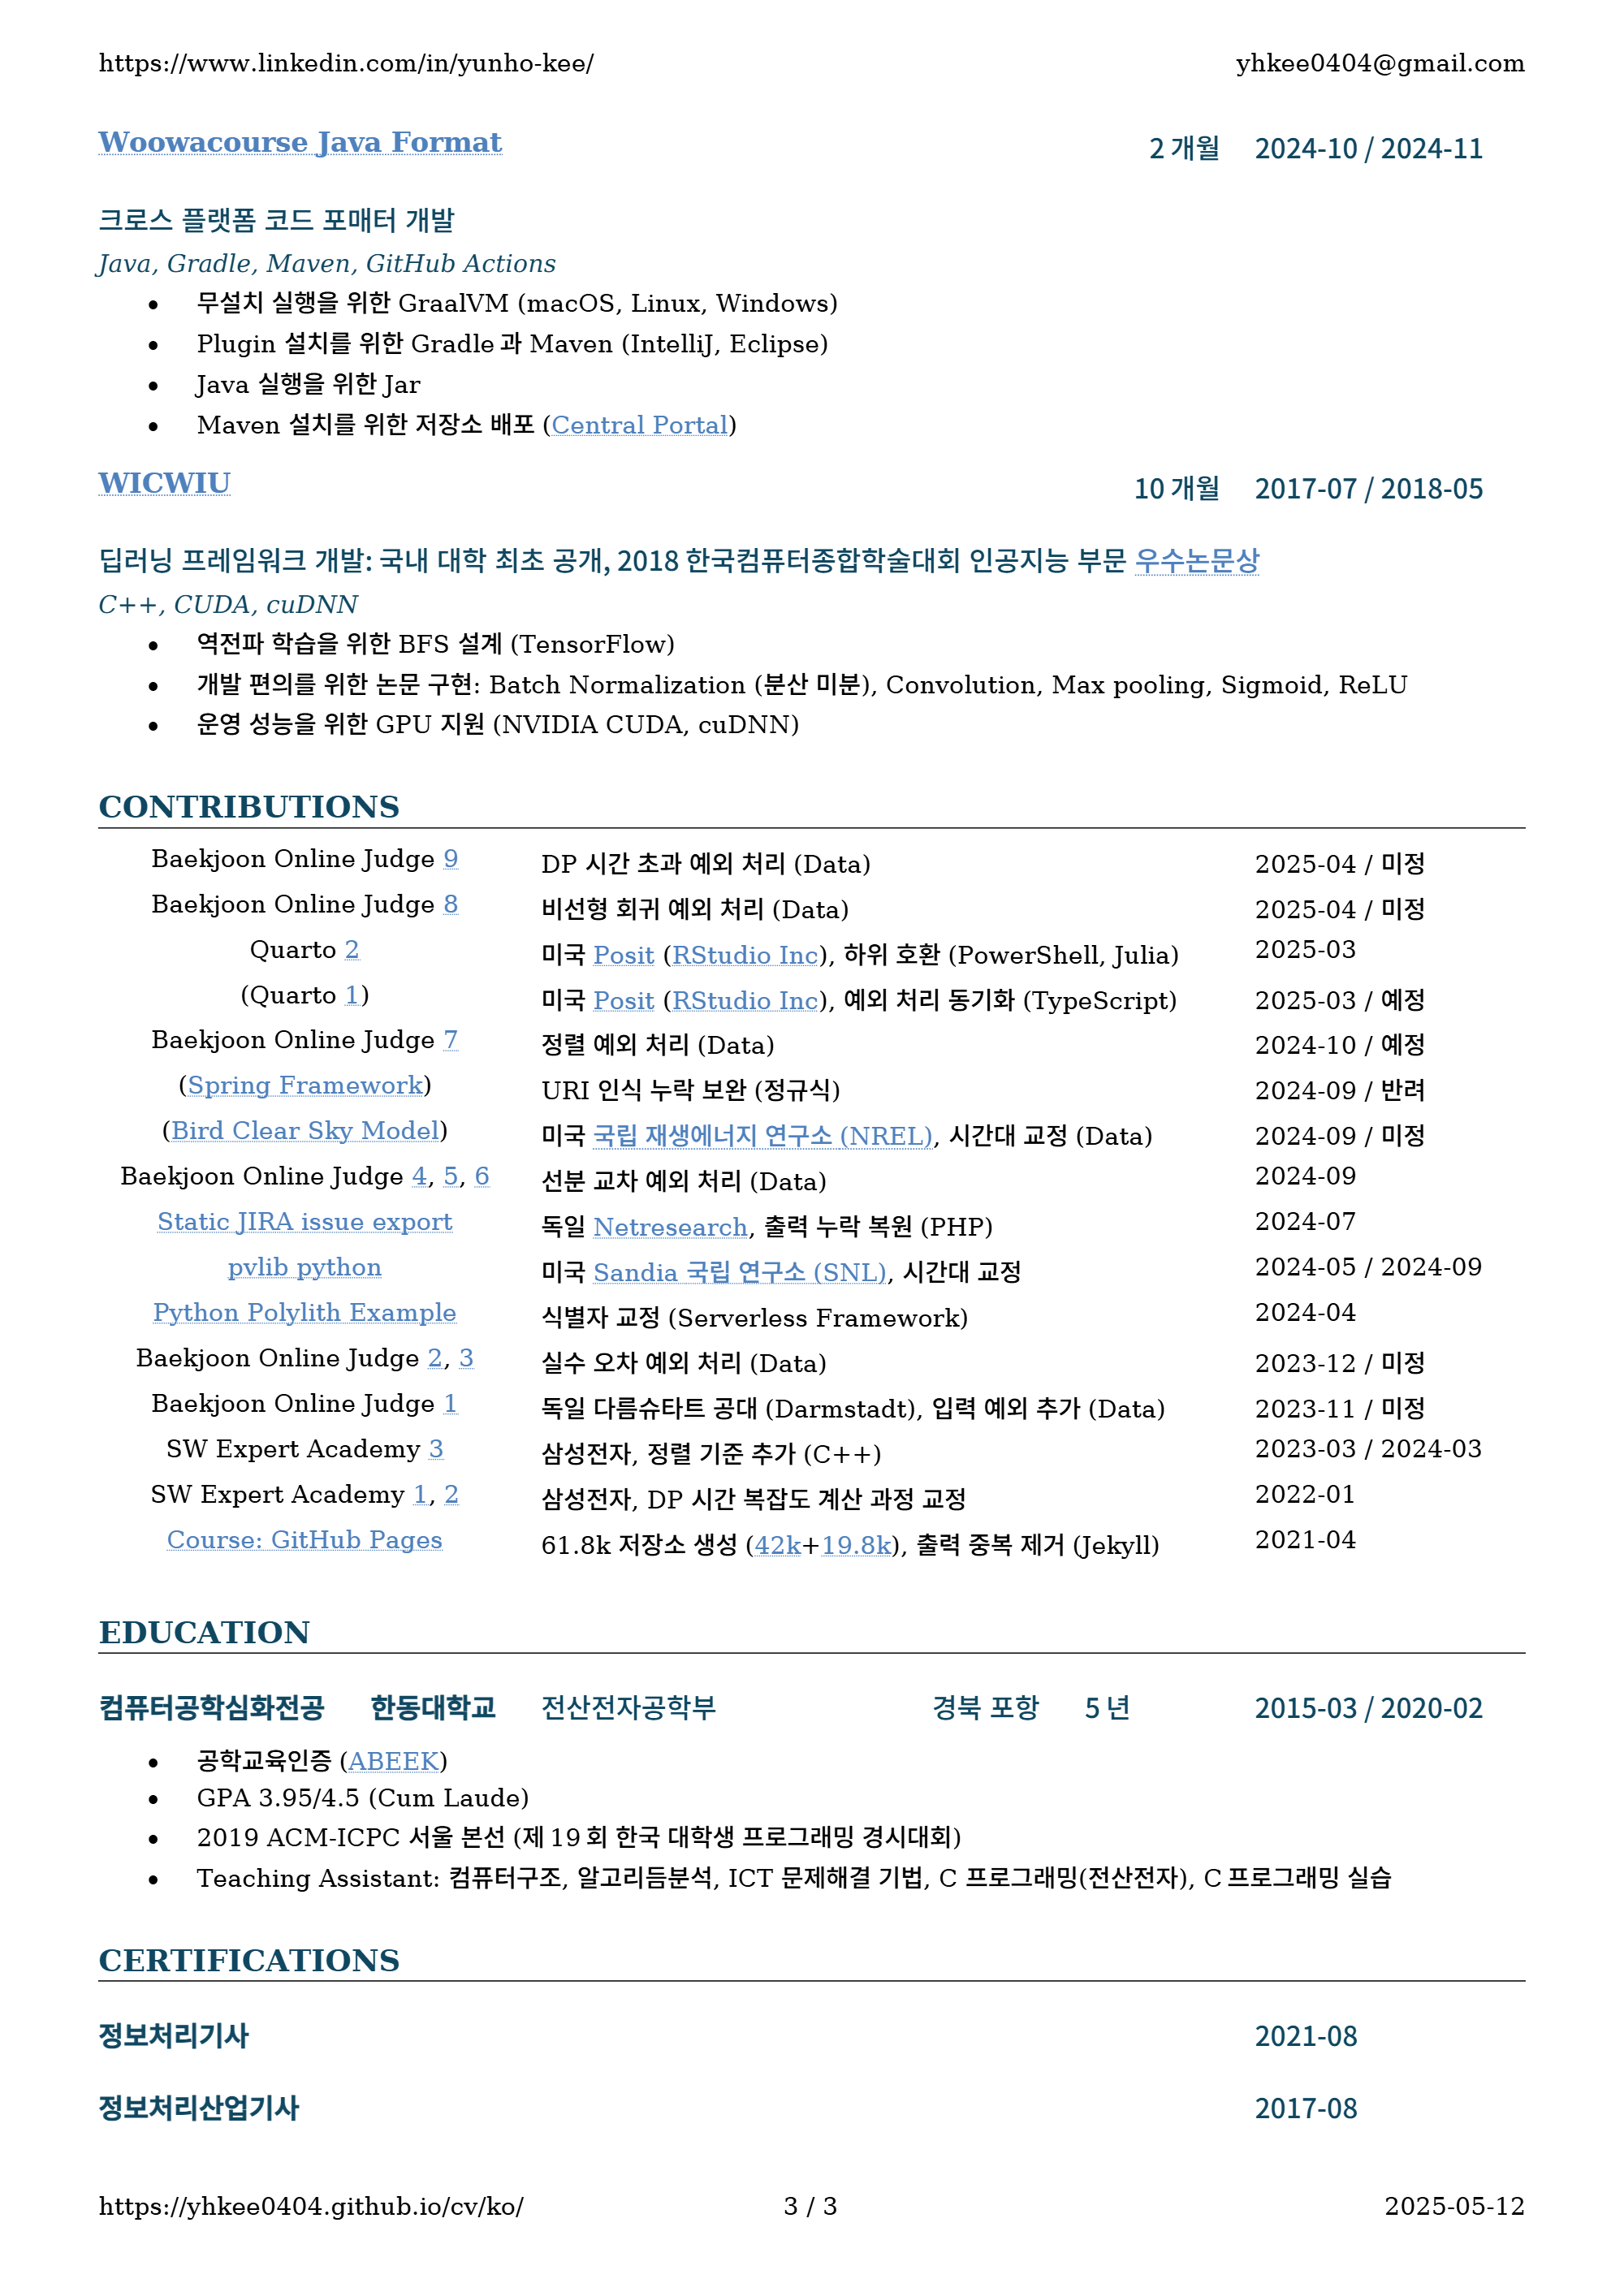 https://www.linkedin.com/in/yunho-kee/ yhkee0404@gmail.com
Woowacourse Java Format 2 개월 2024-10 / 2024-11
크로스 플랫폼 코드 포매터 개발
Java, Gradle, Maven, GitHub Actions
• 무설치 실행을 위한 GraalVM (macOS, Linux, Windows)
• Plugin 설치를 위한 Gradle 과 Maven (IntelliJ, Eclipse)
• Java 실행을 위한 Jar
• Maven 설치를 위한 저장소 배포 (Central Portal)
WICWIU 10 개월 2017-07 / 2018-05
딥러닝 프레임워크 개발: 국내 대학 최초 공개, 2018 한국컴퓨터종합학술대회 인공지능 부문 우수논문상
C++, CUDA, cuDNN
• 역전파 학습을 위한 BFS 설계 (TensorFlow)
• 개발 편의를 위한 논문 구현: Batch Normalization (분산 미분), Convolution, Max pooling, Sigmoid, ReLU
• 운영 성능을 위한 GPU 지원 (NVIDIA CUDA, cuDNN)
CONTRIBUTIONS
Baekjoon Online Judge 9 DP 시간 초과 예외 처리 (Data) 2025-04 / 미정
Baekjoon Online Judge 8 비선형 회귀 예외 처리 (Data) 2025-04 / 미정
Quarto 2 미국 Posit (RStudio Inc), 하위 호환 (PowerShell, Julia) 2025-03
(Quarto 1) 미국 Posit (RStudio Inc), 예외 처리 동기화 (TypeScript) 2025-03 / 예정
Baekjoon Online Judge 7 정렬 예외 처리 (Data) 2024-10 / 예정
(Spring Framework) URI 인식 누락 보완 (정규식) 2024-09 / 반려
(Bird Clear Sky Model) 미국 국립 재생에너지 연구소 (NREL), 시간대 교정 (Data) 2024-09 / 미정
Baekjoon Online Judge 4, 5, 6 선분 교차 예외 처리 (Data) 2024-09
Static JIRA issue export 독일 Netresearch, 출력 누락 복원 (PHP) 2024-07
pvlib python 미국 Sandia 국립 연구소 (SNL), 시간대 교정 2024-05 / 2024-09
Python Polylith Example 식별자 교정 (Serverless Framework) 2024-04
Baekjoon Online Judge 2, 3 실수 오차 예외 처리 (Data) 2023-12 / 미정
Baekjoon Online Judge 1 독일 다름슈타트 공대 (Darmstadt), 입력 예외 추가 (Data) 2023-11 / 미정
SW Expert Academy 3 삼성전자, 정렬 기준 추가 (C++) 2023-03 / 2024-03
SW Expert Academy 1, 2 삼성전자, DP 시간 복잡도 계산 과정 교정 2022-01
Course: GitHub Pages 61.8k 저장소 생성 (42k+19.8k), 출력 중복 제거 (Jekyll) 2021-04
EDUCATION
컴퓨터공학심화전공 한동대학교 전산전자공학부 경북 포항 5 년 2015-03 / 2020-02
• 공학교육인증 (ABEEK)
• GPA 3.95/4.5 (Cum Laude)
• 2019 ACM-ICPC 서울 본선 (제 19 회 한국 대학생 프로그래밍 경시대회)
• Teaching Assistant: 컴퓨터구조, 알고리듬분석, ICT 문제해결 기법, C 프로그래밍(전산전자), C 프로그래밍 실습
CERTIFICATIONS
정보처리기사 2021-08
정보처리산업기사 2017-08
https://yhkee0404.github.io/cv/ko/ 3 / 3 2025-05-12